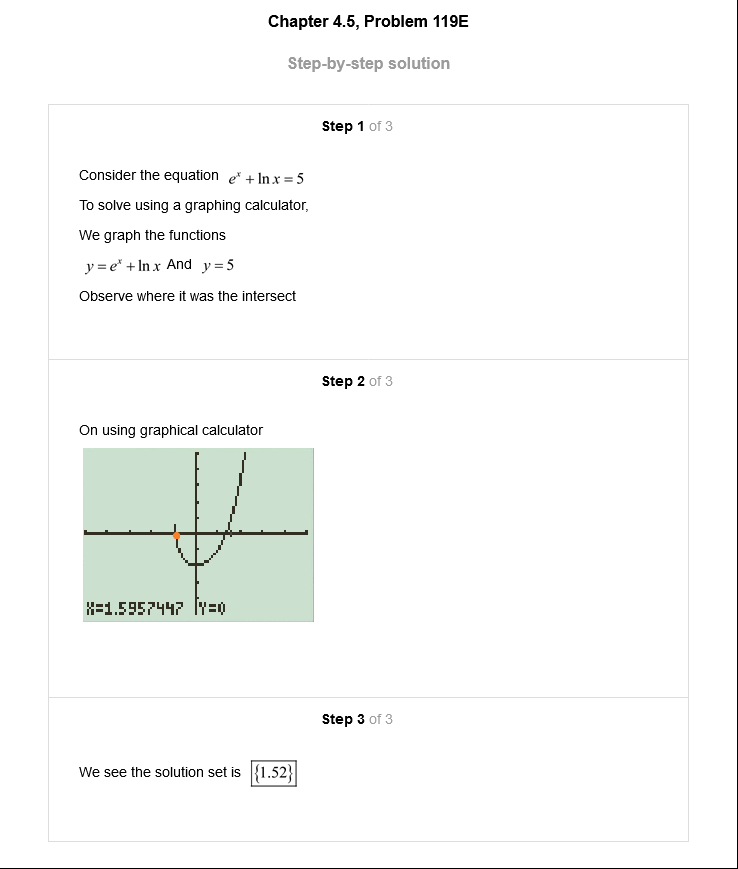 Chapter 4.5, Problem 119E
Step-by-step solution
Step 1 of 3
Consider the equation eˣ + ln x = 5
To solve using a graphing calculator,
We graph the functions
y = eˣ + ln x And y = 5
Observe where it was the intersect
Step 2 of 3
On using graphical calculator
X=1.5957447 Y=0
Step 3 of 3
We see the solution set is {1.52}